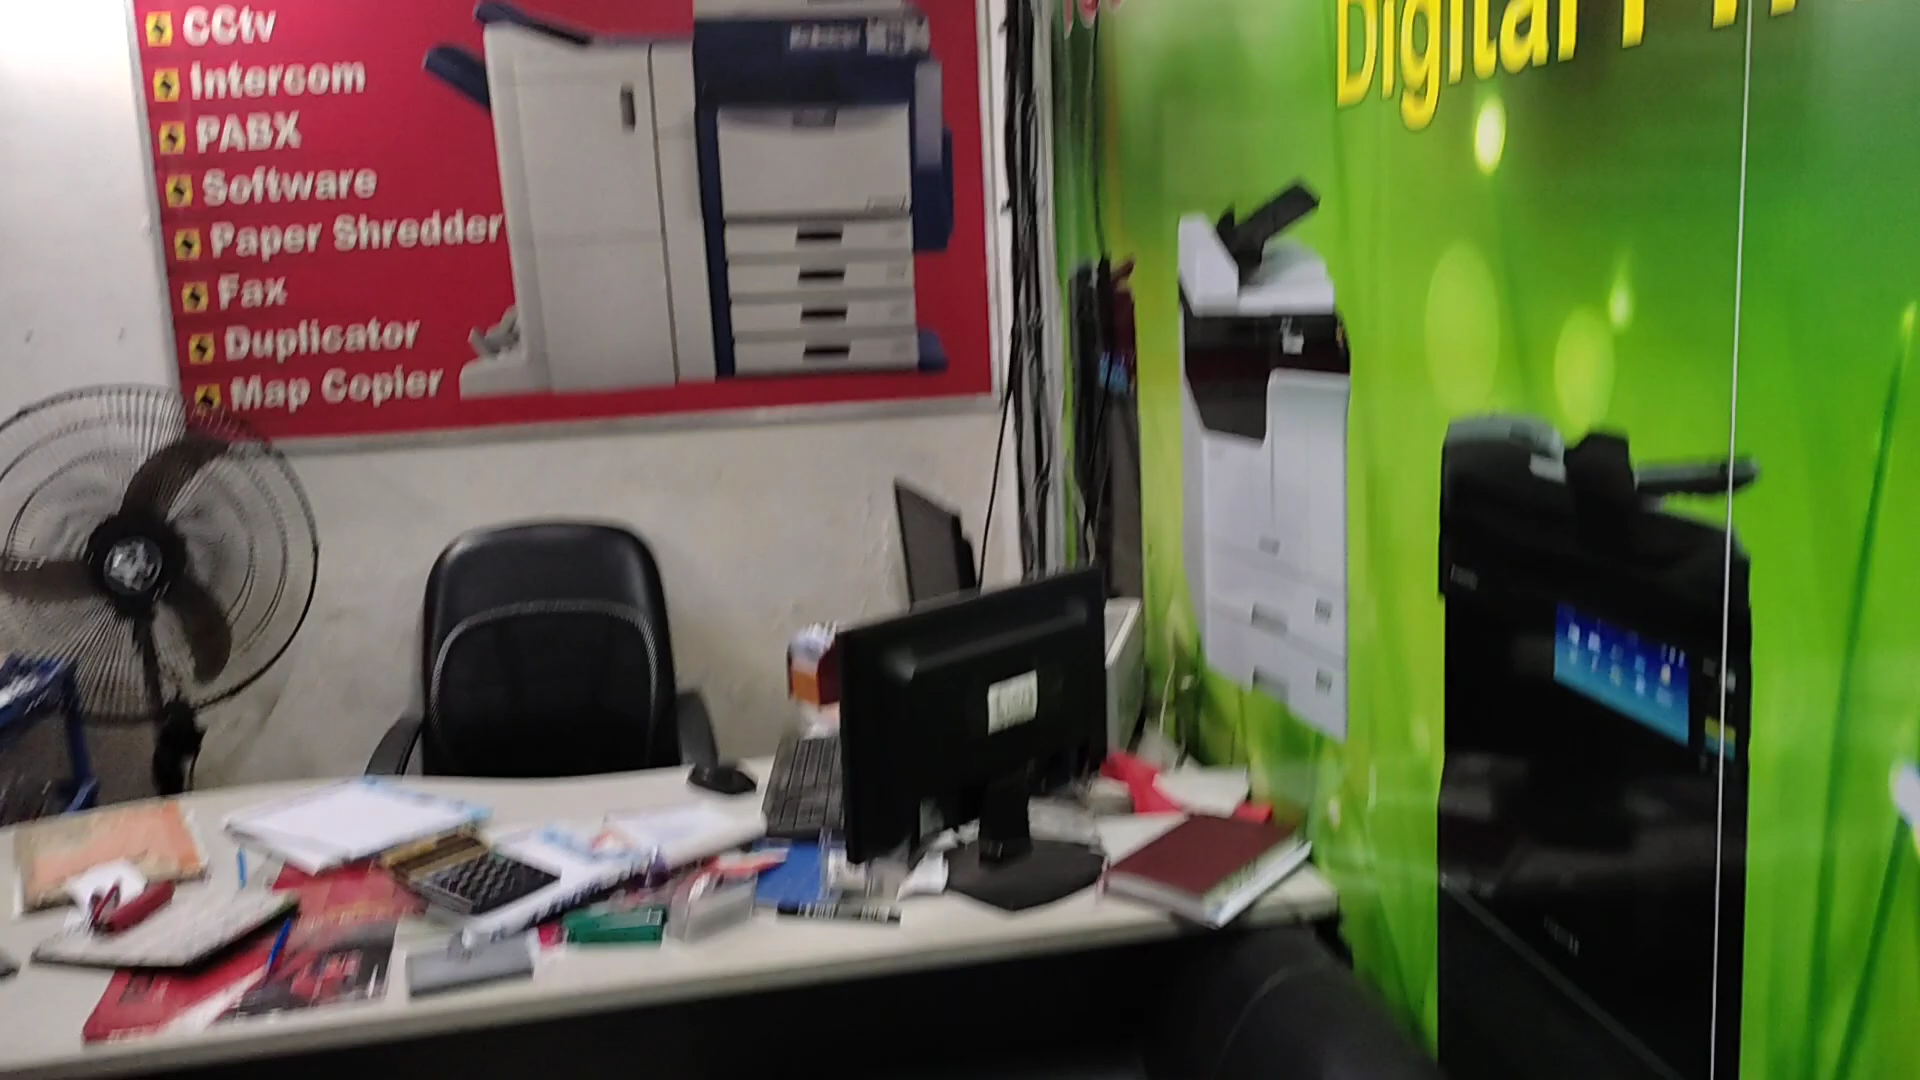 CCtv
Intercom
PABX
Software
Paper Shredder
Fax
Duplicator
Map Copier
Digital